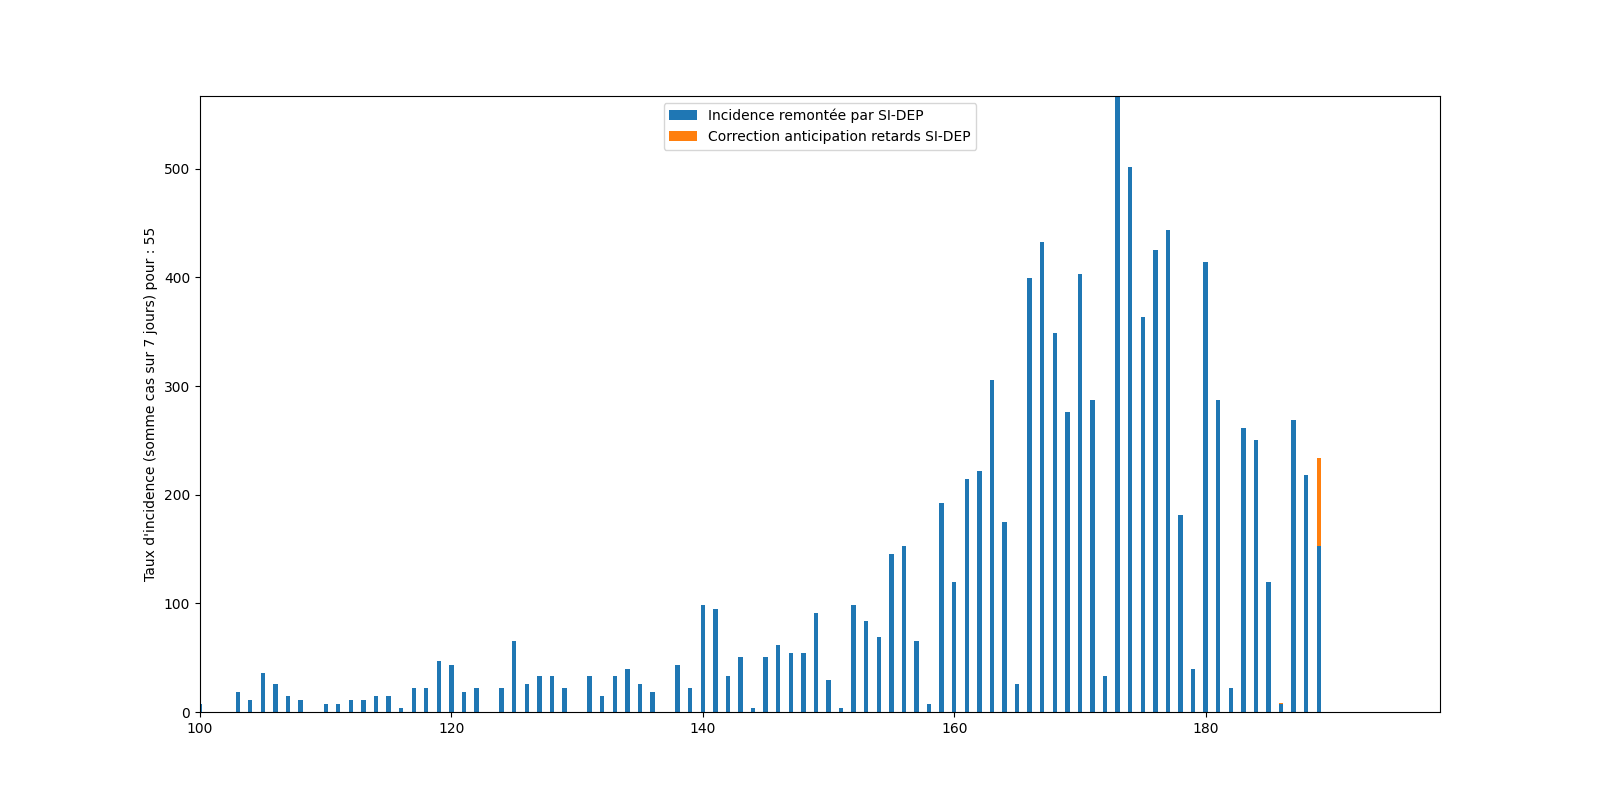 Incidence remontée par SI-DEP
Correction anticipation retards SI-DEP
Taux d'incidence (somme cas sur 7 jours) pour : 55
500
400
300
200
100
0
100 120 140 160 180